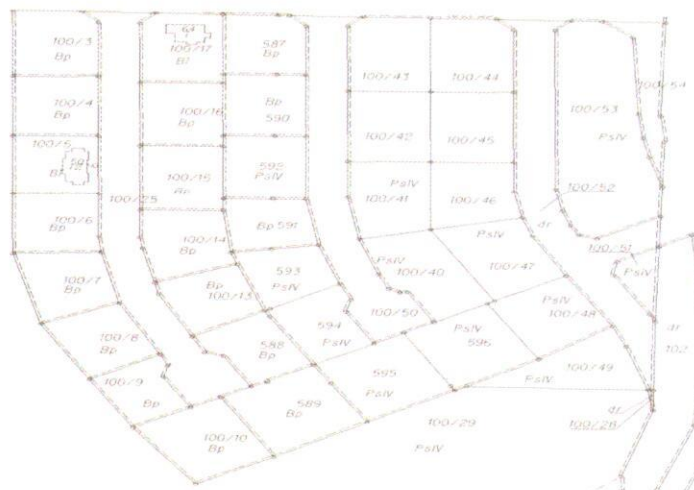 100/3
Bp
100/4
Bp
100/5
100/6
Bp
100/7
Bp
100/8
Bp
100/9
Bp
100/10
Bp
100/25
100/17
100/16
Bp
100/15
Bp
100/14
Bp
Bp
100/13
587
Bp
Bp
590
592
PsIV
Bp 591
593
PsIV
594
PsIV
588
Bp
589
Bp
595
PsIV
596
PsIV
100/43
100/44
100/42
100/45
PsIV
100/41
100/46
PsIV
100/40
100/47
100/50
PsIV
100/48
100/49
PsIV
100/29
PsIV
100/53
PsIV
100/54
100/52
dr
100/51
PsIV
dr
102
dr
100/28